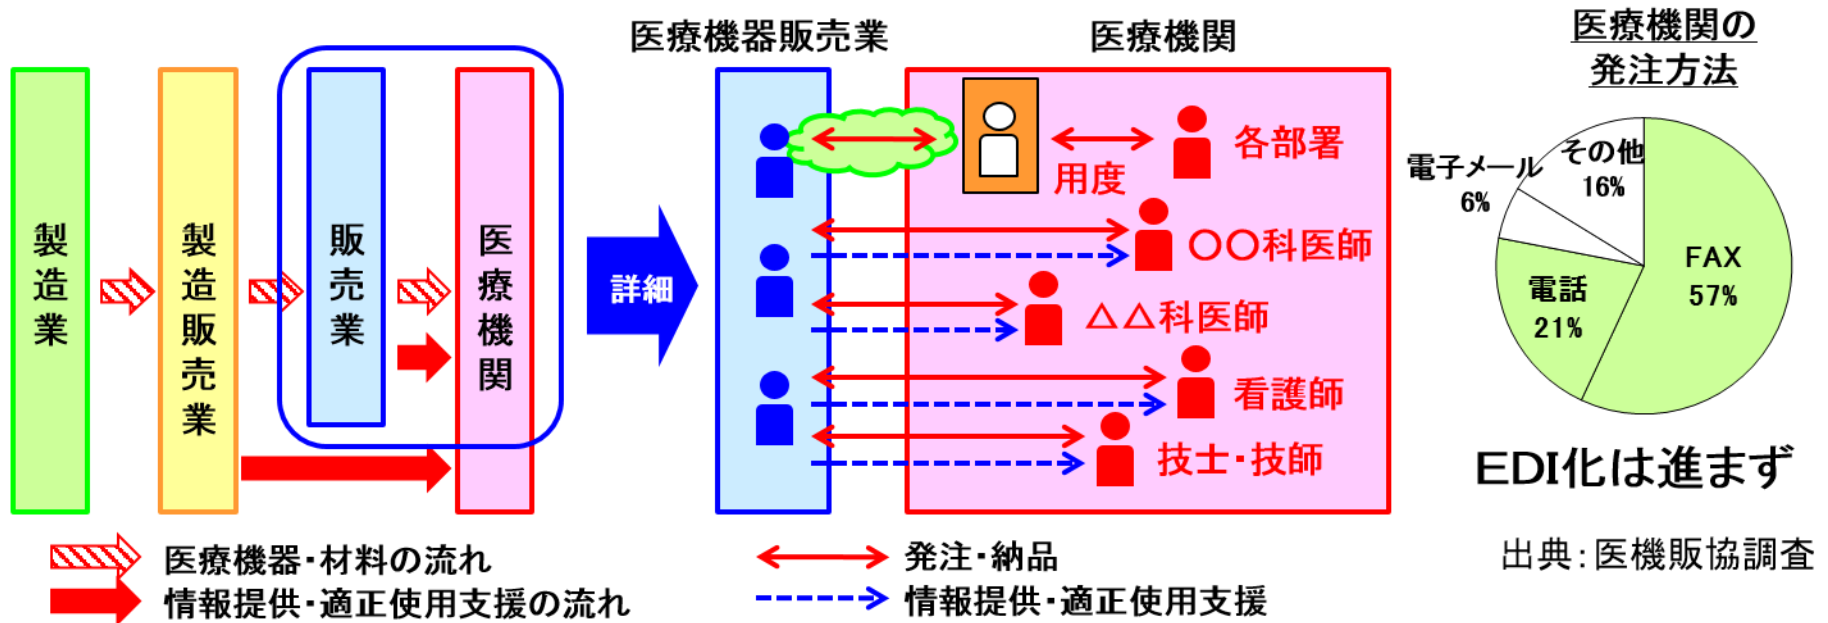 製造業
製造販売業
販売業
医療機関
詳細
医療機器・材料の流れ
情報提供・適正使用支援の流れ
医療機器販売業
医療機関
用度
各部署
〇〇科医師
△△科医師
看護師
技士・技師
発注・納品
情報提供・適正使用支援
医療機関の
発注方法
その他
16%
電子メール
6%
電話
21%
FAX
57%
EDI化は進まず
出典：医機販協調査